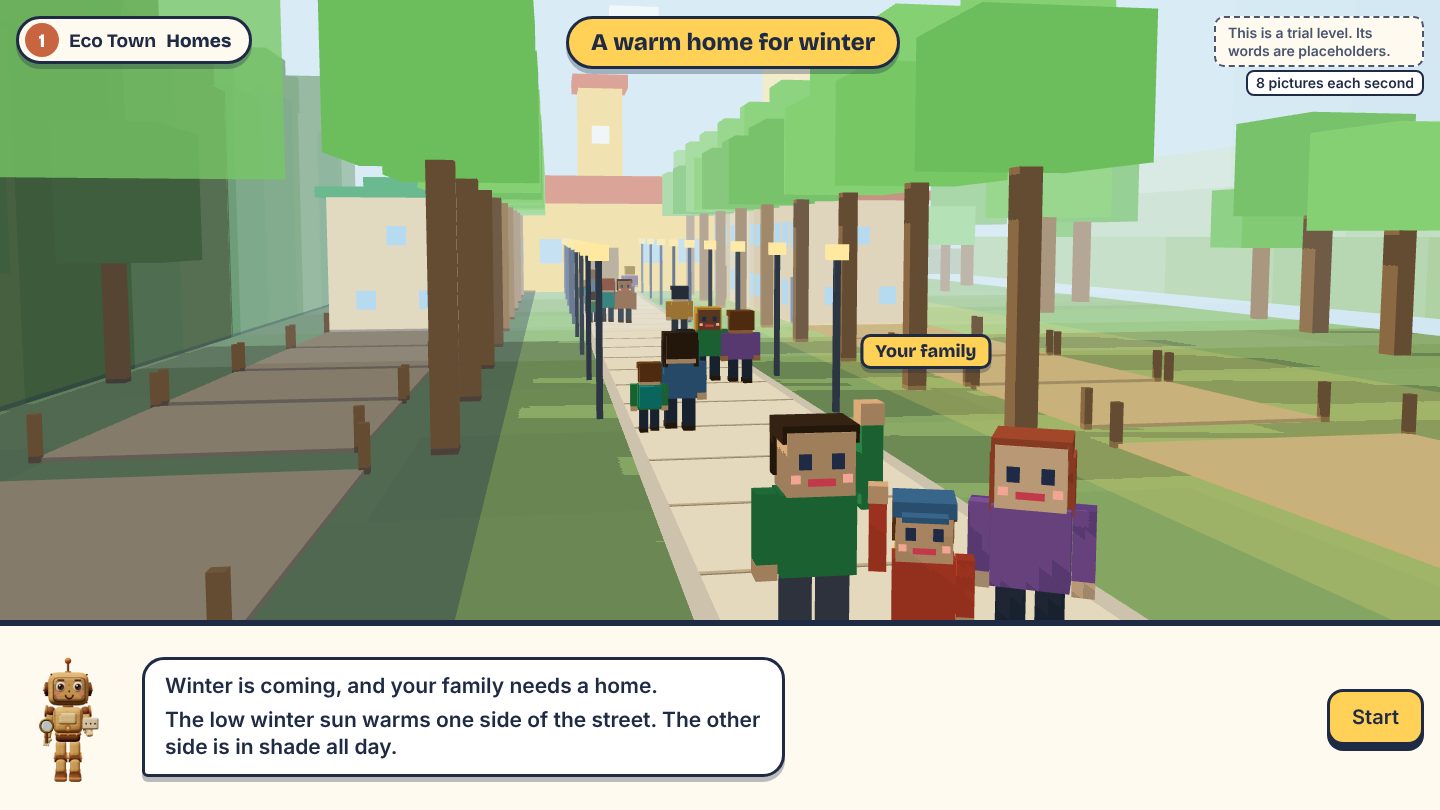 1 Eco Town Homes
A warm home for winter
This is a trial level. Its
words are placeholders.
8 pictures each second
Your family
Winter is coming, and your family needs a home.
The low winter sun warms one side of the street. The other
side is in shade all day.
Start